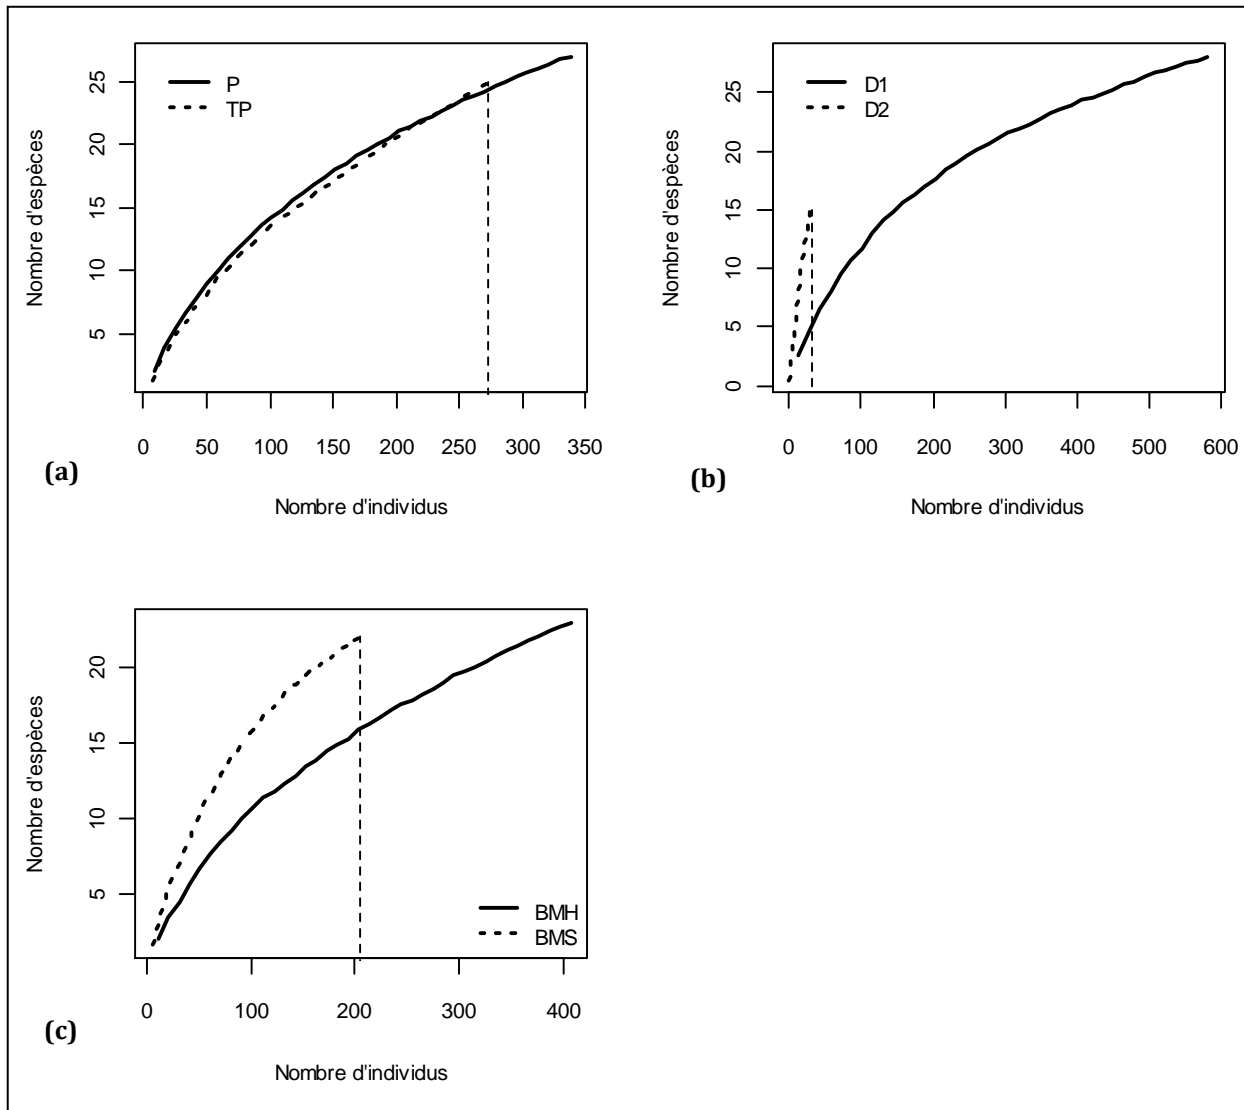 P
TP
Nombre d'espèces
25
20
15
10
5
0 50 100 150 200 250 300 350
(a)
Nombre d'individus
D1
D2
Nombre d'espèces
25
20
15
10
5
0
0 100 200 300 400 500 600
(b)
Nombre d'individus
Nombre d'espèces
20
15
10
5
BMH
BMS
0 100 200 300 400
(c)
Nombre d'individus